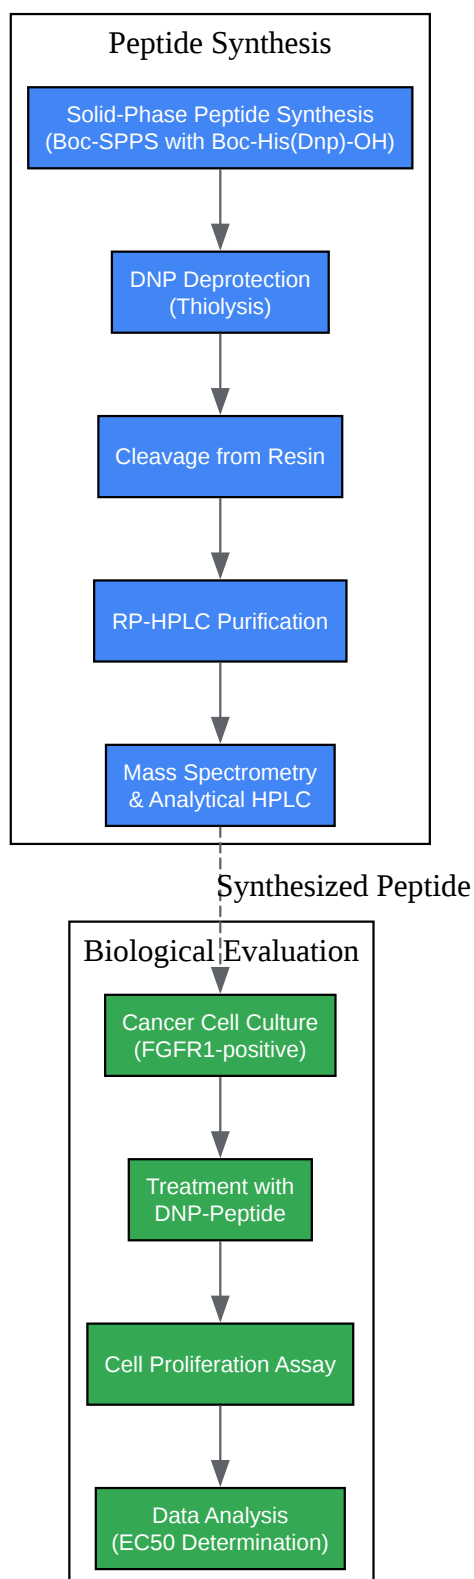 Peptide Synthesis
Solid-Phase Peptide Synthesis
(Boc-SPPS with Boc-His(Dnp)-OH)
DNP Deprotection
(Thiolysis)
Cleavage from Resin
RP-HPLC Purification
Mass Spectrometry
& Analytical HPLC
Synthesized Peptide
Biological Evaluation
Cancer Cell Culture
(FGFR1-positive)
Treatment with
DNP-Peptide
Cell Proliferation Assay
Data Analysis
(EC50 Determination)